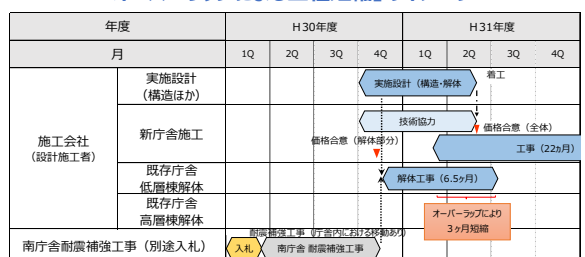 年度
H30年度
H31年度
月
1Q
2Q
3Q
4Q
1Q
2Q
3Q
4Q
施工会社
(設計施工者)
実施設計
(構造ほか)
実施設計(構造・解体
着工
新庁舎施工
技術協力
価格合意(解体部分)
価格合意(全体)
工事(22ヵ月)
既存庁舎
低層棟解体
解体工事(6.5ヶ月)
既存庁舎
高層棟解体
オーバーラップにより
3ヶ月短縮
耐震補強工事(庁舎内における移動あり)
南庁舎耐震補強工事(別途入札)
入札
南庁舎 耐震補強工事